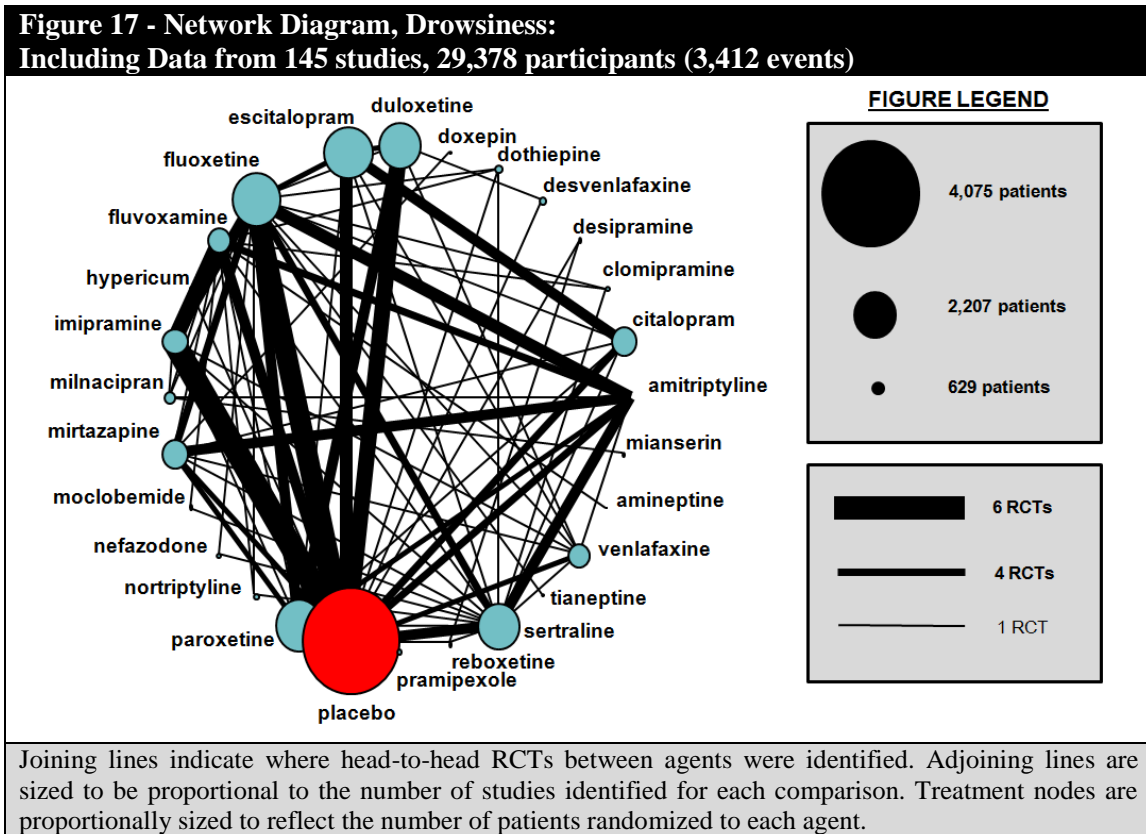 Figure 17 - Network Diagram, Drowsiness:
Including Data from 145 studies, 29,378 participants (3,412 events)
duloxetine
escitalopram
doxepin
dothiepine
fluoxetine
desvenlafaxine
fluvoxamine
desipramine
hypericum
clomipramine
imipramine
citalopram
milnacipran
amitriptyline
mirtazapine
mianserin
moclobemide
amineptine
nefazodone
venlafaxine
nortriptyline
tianeptine
paroxetine
sertraline
reboxetine
pramipexole
placebo
FIGURE LEGEND
4,075 patients
2,207 patients
629 patients
6 RCTs
4 RCTs
1 RCT
Joining lines indicate where head-to-head RCTs between agents were identified. Adjoining lines are
sized to be proportional to the number of studies identified for each comparison. Treatment nodes are
proportionally sized to reflect the number of patients randomized to each agent.